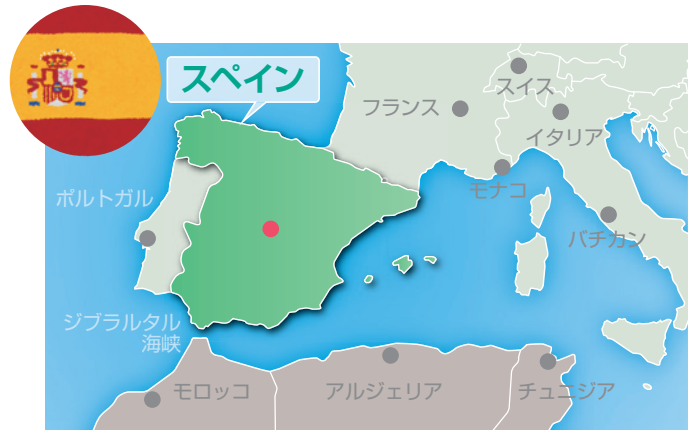 スペイン
フランス
スイス
イタリア
モナコ
バチカン
ポルトガル
ジブラルタル
海峡
モロッコ
アルジェリア
チュニジア